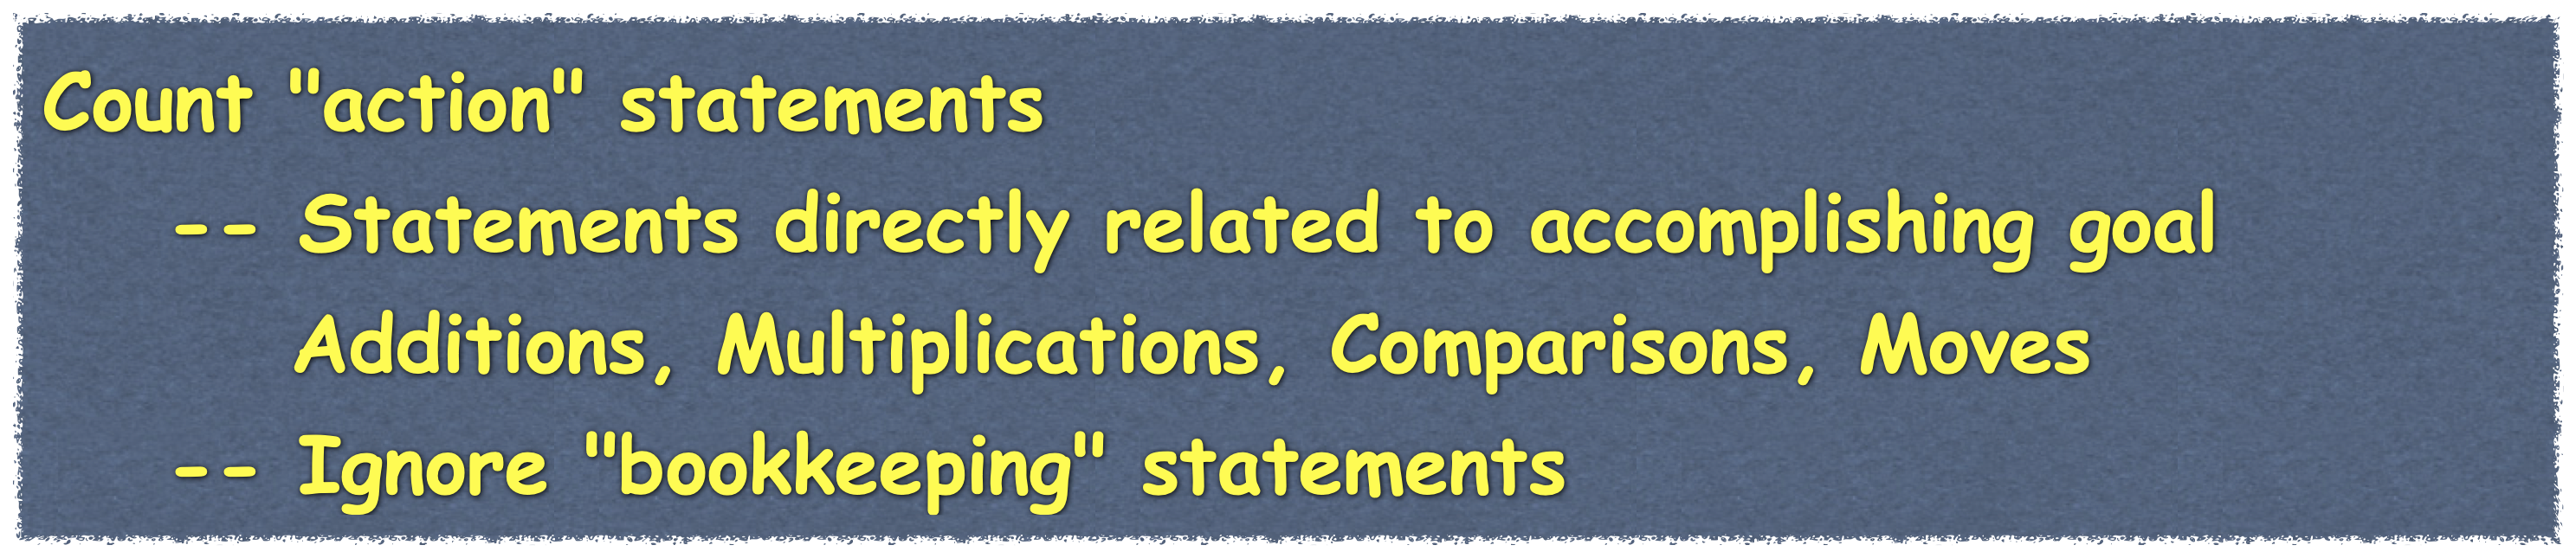 Count "action" statements
-- Statements directly related to accomplishing goal
Additions, Multiplications, Comparisons, Moves
-- Ignore "bookkeeping" statements